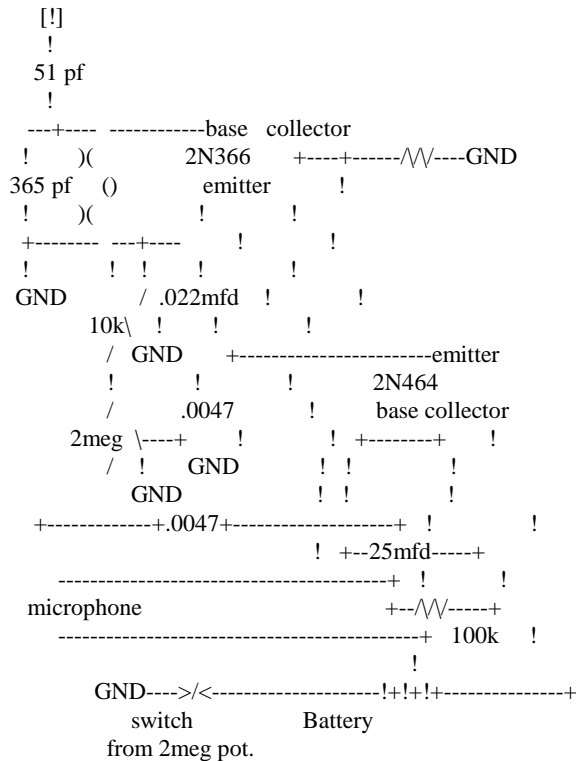 [!]
!
51 pf
!
---+---- ------------base collector
! )( 2N366 +----+------/\/\/----GND
365 pf () emitter !
! )( ! !
+-------- ---+---- ! !
! ! ! ! !
GND / .022mfd ! !
10k\ ! ! !
/ GND +------------------------emitter
! ! ! 2N464
/ .0047 ! base collector
2meg \----+ ! ! +--------+ !
/ ! GND ! ! !
GND ! ! !
+-------------+.0047+--------------------+ ! !
! +--25mfd-----+
---------------------------------------+ ! !
microphone +--/\/\/-----+
-------------------------------------------+ 100k !
!
GND---->/<---------------------!+!+!+---------------+
switch Battery
from 2meg pot.